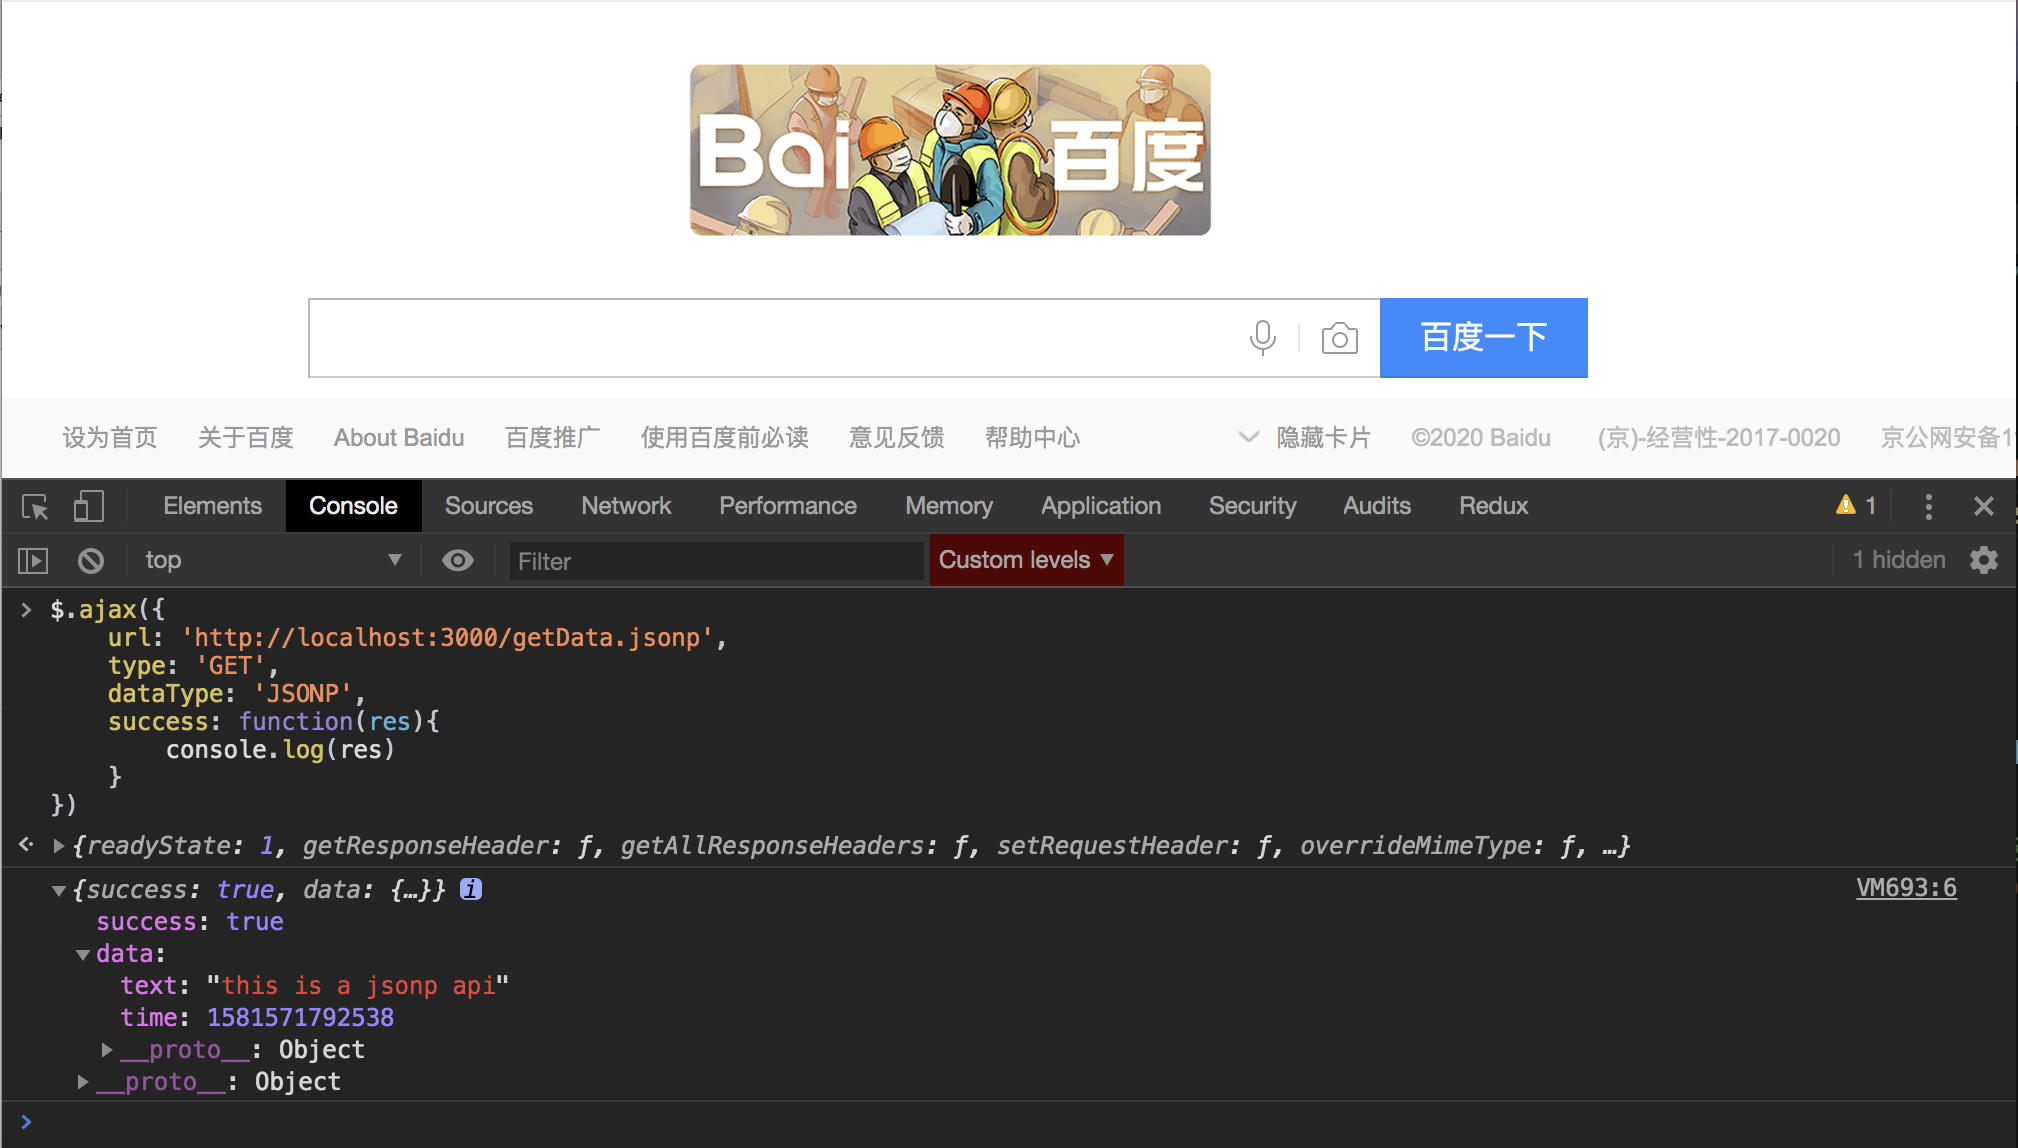 Bai 百度
百度一下
设为首页 关于百度 About Baidu 百度推广 使用百度前必读 意见反馈 帮助中心 隐藏卡片 ©2020 Baidu (京)-经营性-2017-0020 京公网安备1
Elements Console Sources Network Performance Memory Application Security Audits Redux 1
top Filter Custom levels ▼ 1 hidden
$.ajax({
url: 'http://localhost:3000/getData.jsonp',
type: 'GET',
dataType: 'JSONP',
success: function(res){
console.log(res)
}
})
{readyState: 1, getResponseHeader: ƒ, getAllResponseHeaders: ƒ, setRequestHeader: ƒ, overrideMimeType: ƒ, …}
{success: true, data: {…}} i VM693:6
success: true
data:
text: "this is a jsonp api"
time: 1581571792538
__proto__: Object
__proto__: Object